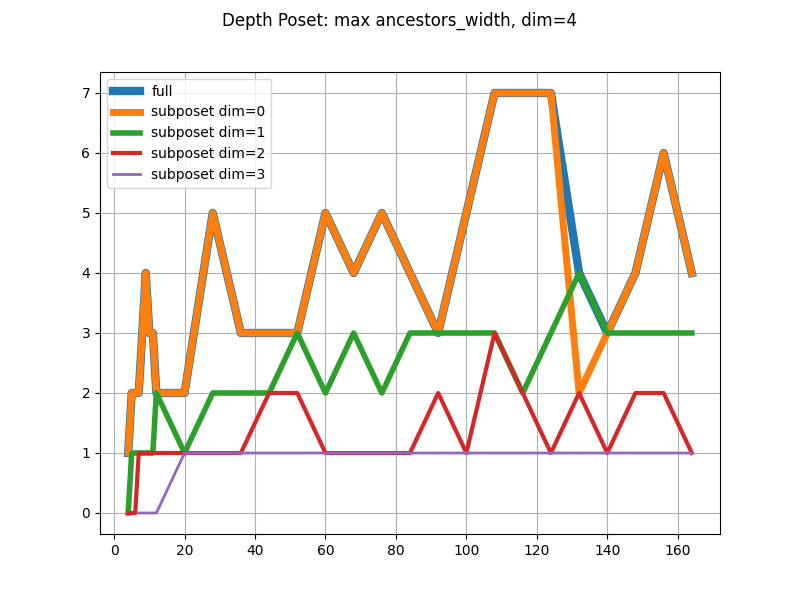 Depth Poset: max ancestors_width, dim=4
full
subposet dim=0
subposet dim=1
subposet dim=2
subposet dim=3
7
6
5
4
3
2
1
0
0 20 40 60 80 100 120 140 160